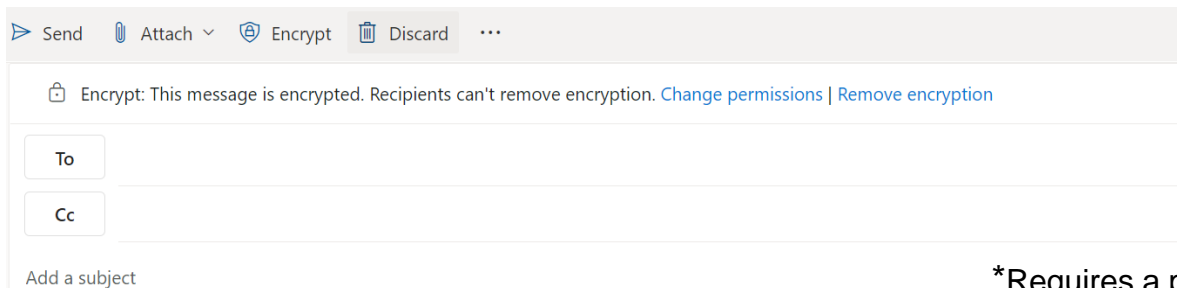 Send Attach Encrypt Discard ...
Encrypt: This message is encrypted. Recipients can't remove encryption. Change permissions | Remove encryption
To
Cc
Add a subject
*Requires a